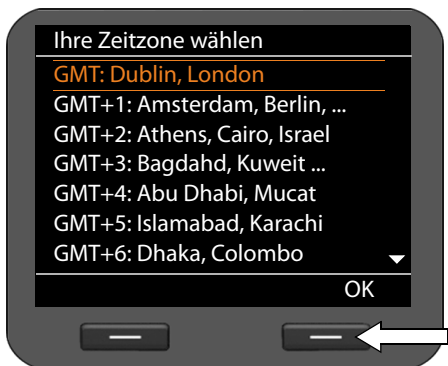 Ihre Zeitzone wählen
GMT: Dublin, London
GMT+1: Amsterdam, Berlin, ...
GMT+2: Athens, Cairo, Israel
GMT+3: Bagdahd, Kuweit ...
GMT+4: Abu Dhabi, Mucat
GMT+5: Islamabad, Karachi
GMT+6: Dhaka, Colombo
OK